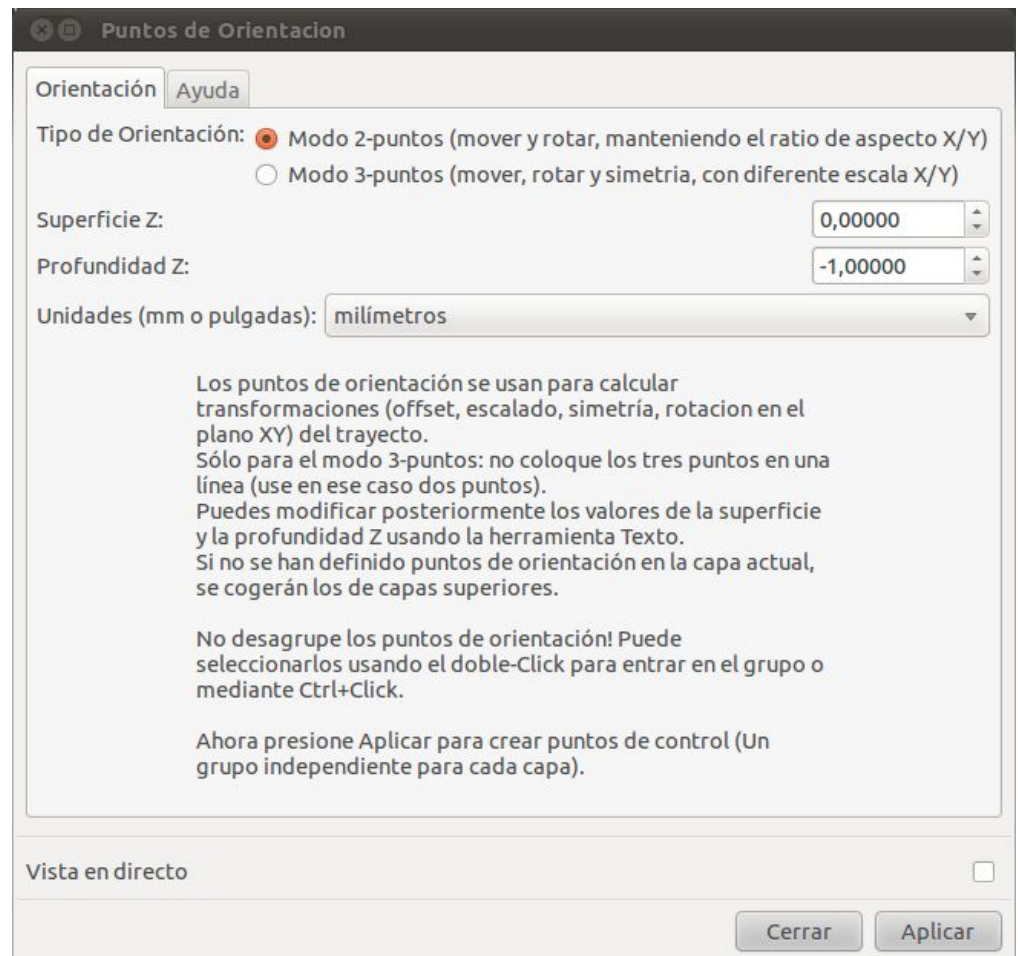 Puntos de Orientacion
Orientación Ayuda
Tipo de Orientación: Modo 2-puntos (mover y rotar, manteniendo el ratio de aspecto X/Y)
Modo 3-puntos (mover, rotar y simetria, con diferente escala X/Y)
Superficie Z: 0,00000
Profundidad Z: -1,00000
Unidades (mm o pulgadas): milímetros
Los puntos de orientación se usan para calcular
transformaciones (offset, escalado, simetría, rotacion en el
plano XY) del trayecto.
Sólo para el modo 3-puntos: no coloque los tres puntos en una
línea (use en ese caso dos puntos).
Puedes modificar posteriormente los valores de la superficie
y la profundidad Z usando la herramienta Texto.
Si no se han definido puntos de orientación en la capa actual,
se cogerán los de capas superiores.
No desagrupe los puntos de orientación! Puede
seleccionarlos usando el doble-Click para entrar en el grupo o
mediante Ctrl+Click.
Ahora presione Aplicar para crear puntos de control (Un
grupo independiente para cada capa).
Vista en directo
Cerrar Aplicar